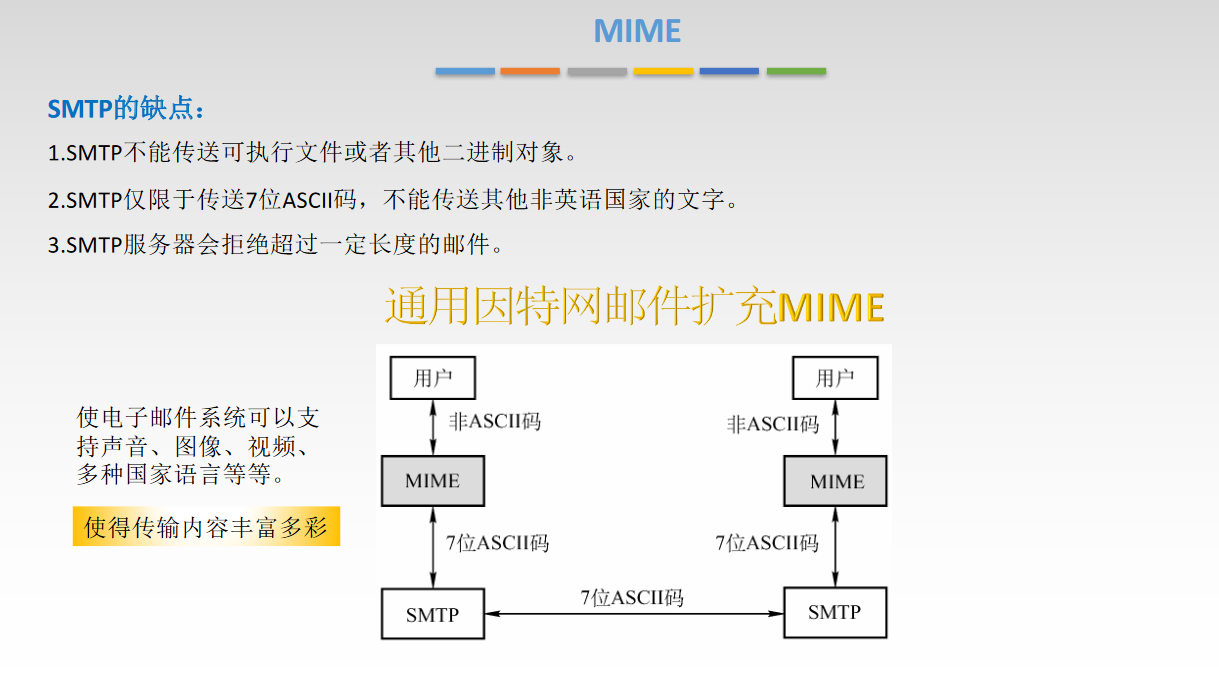 MIME
SMTP的缺点：
1.SMTP不能传送可执行文件或者其他二进制对象。
2.SMTP仅限于传送7位ASCII码，不能传送其他非英语国家的文字。
3.SMTP服务器会拒绝超过一定长度的邮件。
通用因特网邮件扩充MIME
使电子邮件系统可以支
持声音、图像、视频、
多种国家语言等等。
使得传输内容丰富多彩
用户
用户
非ASCII码
非ASCII码
MIME
MIME
7位ASCII码
7位ASCII码
7位ASCII码
SMTP
SMTP